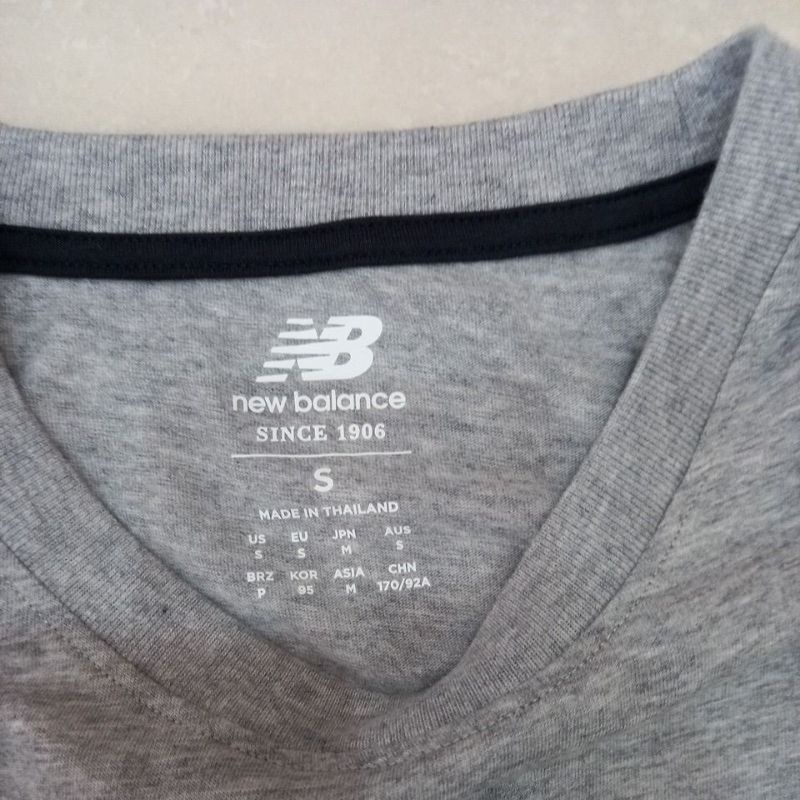 NB
new balance
SINCE 1906
S
MADE IN THAILAND
US EU JPN AUS
S S M S
BRZ KOR ASIA CHN
P 95 M 170/92A